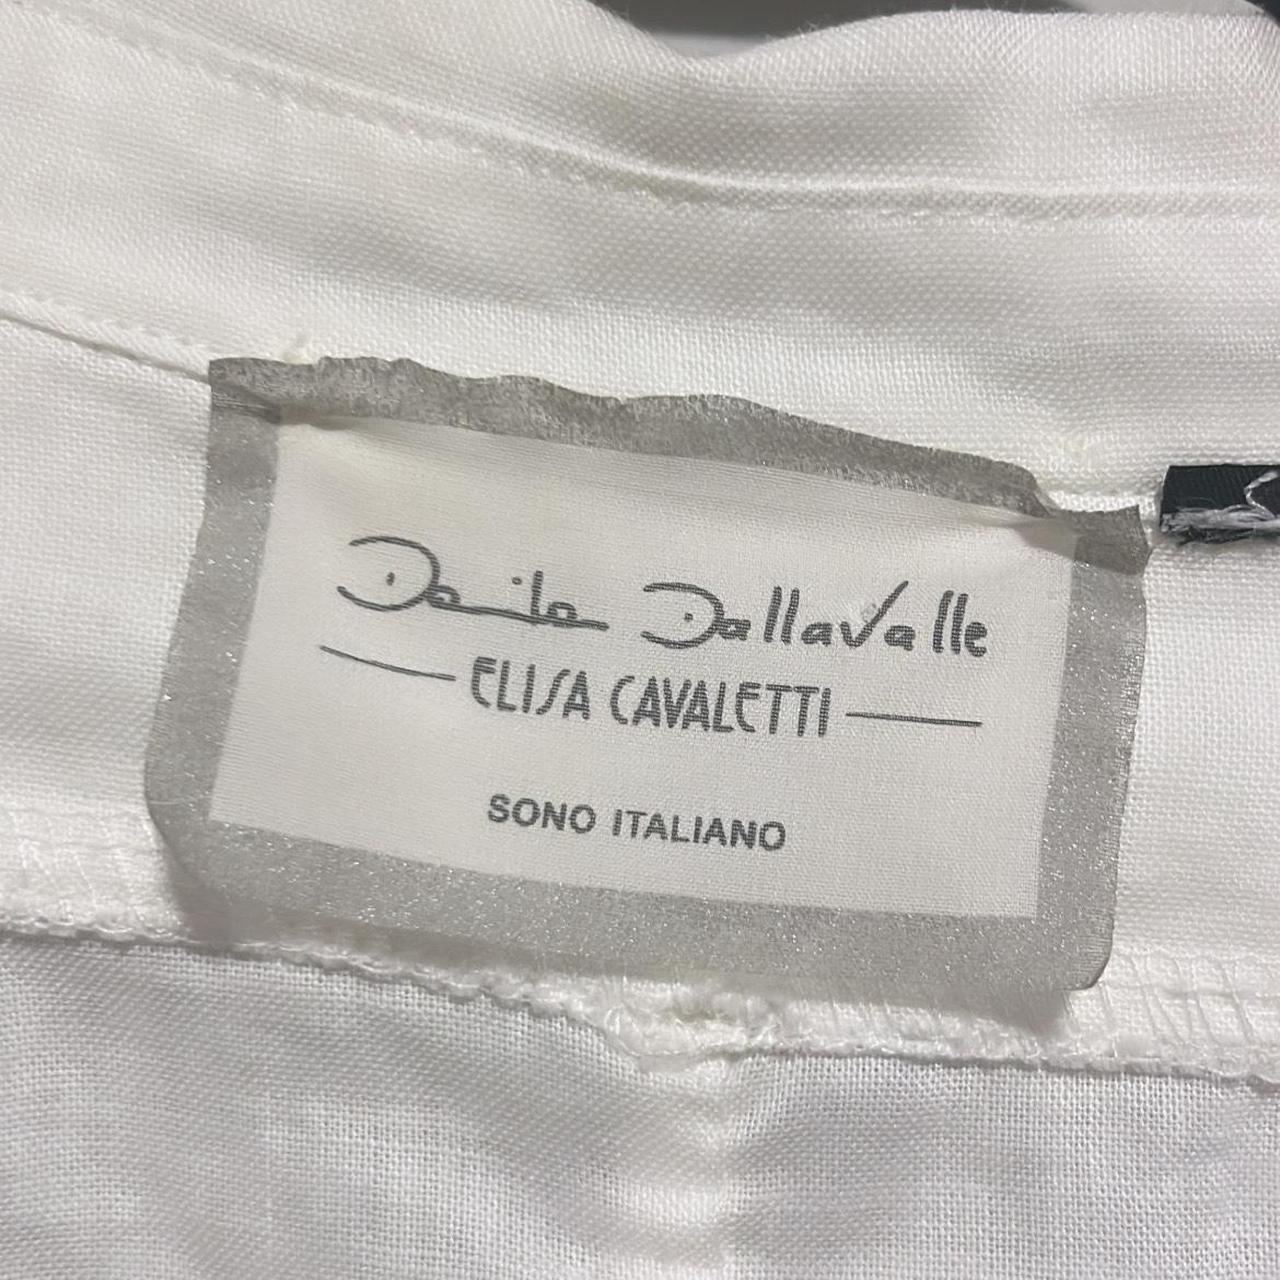 Daniela DallaValle
ELISA CAVALETTI
SONO ITALIANO